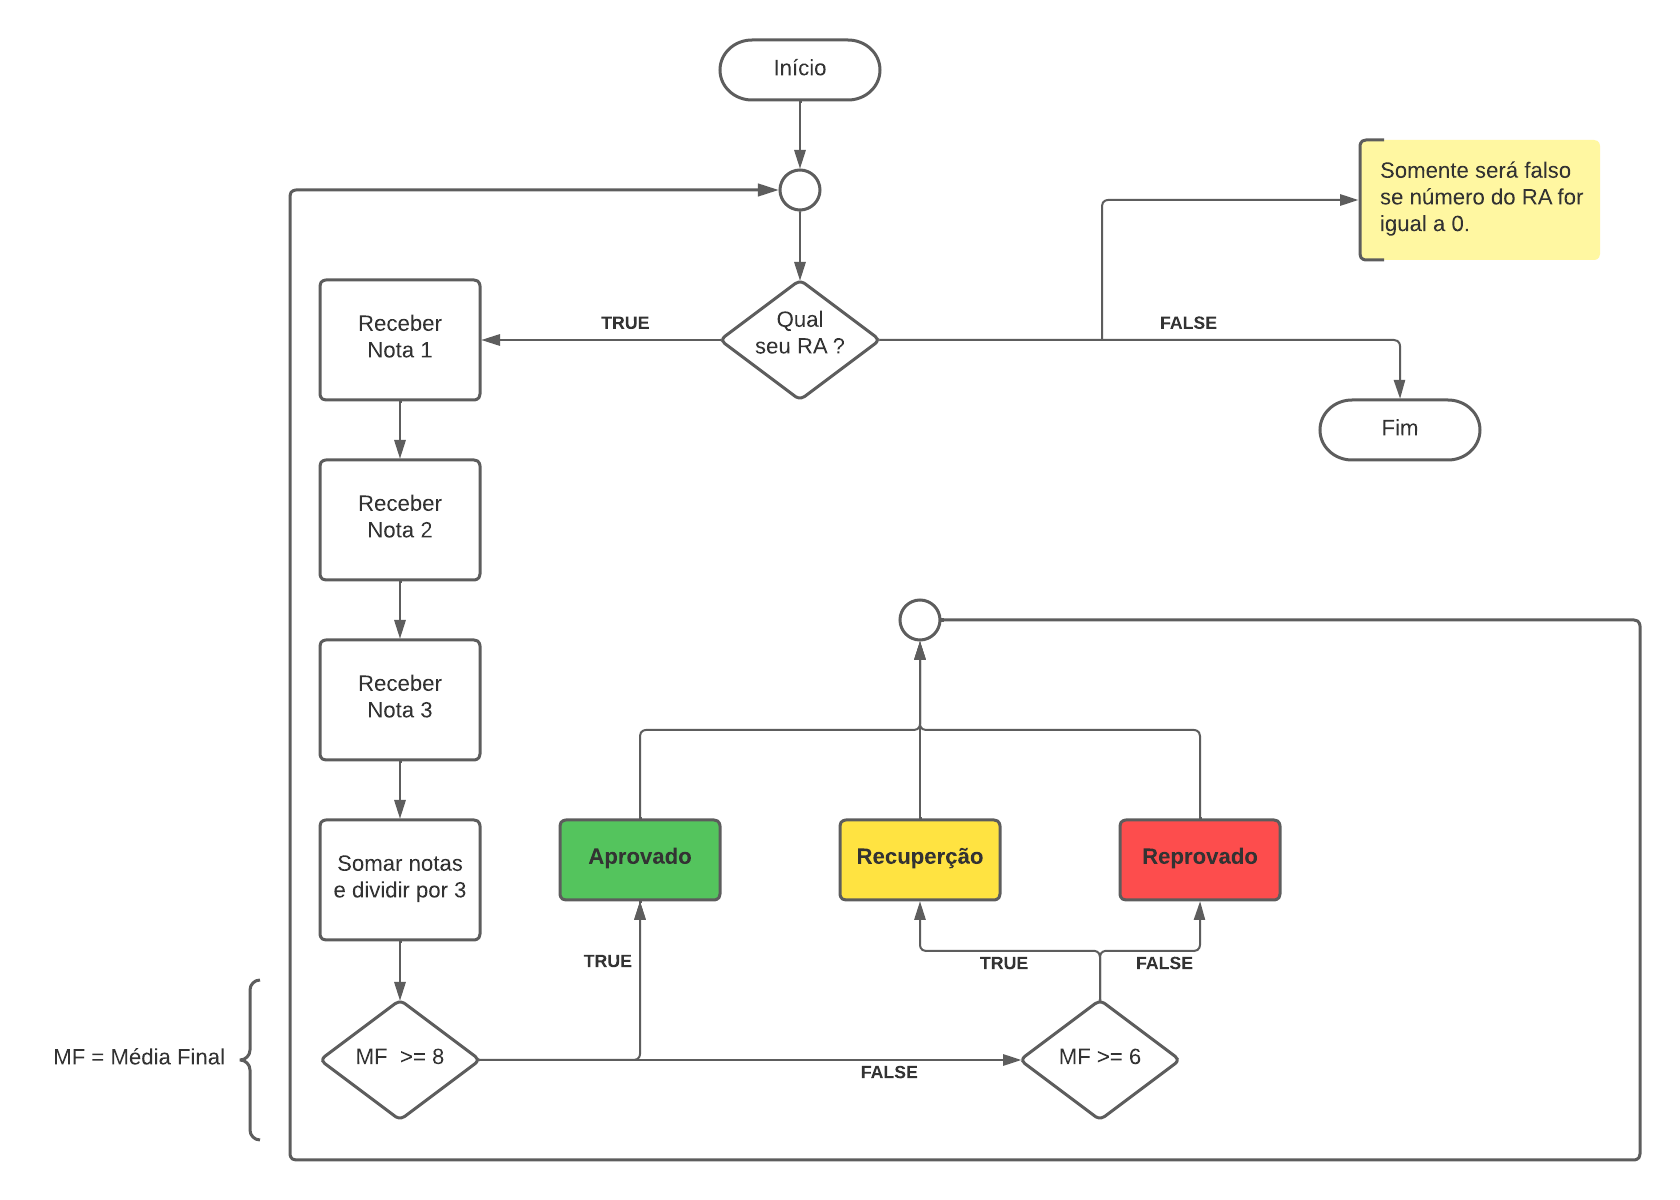 Início
Somente será falso
se número do RA for
igual a 0.
Qual
seu RA ?
TRUE
FALSE
Receber
Nota 1
Fim
Receber
Nota 2
Receber
Nota 3
Somar notas
e dividir por 3
Aprovado
Recuperção
Reprovado
TRUE
TRUE
FALSE
MF = Média Final
MF  >= 8
FALSE
MF >= 6